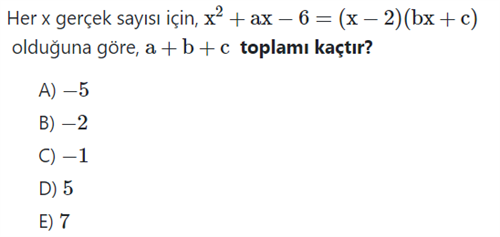 Her x gerçek sayısı için, x² + ax − 6 = (x − 2)(bx + c)
olduğuna göre, a + b + c toplamı kaçtır?
A) −5
B) −2
C) −1
D) 5
E) 7